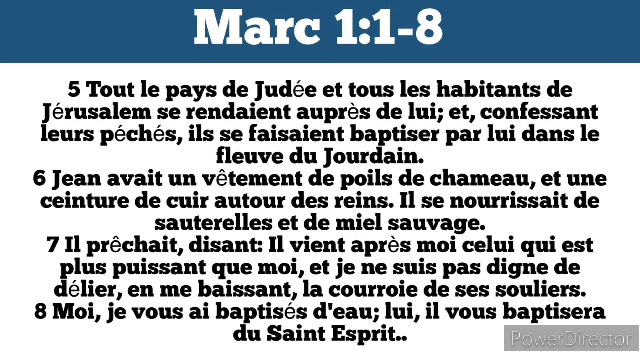 Marc 1:1-8
5 Tout le pays de Judée et tous les habitants de
Jérusalem se rendaient auprès de lui; et, confessant
leurs péchés, ils se faisaient baptiser par lui dans le
fleuve du Jourdain.
6 Jean avait un vêtement de poils de chameau, et une
ceinture de cuir autour des reins. Il se nourrissait de
sauterelles et de miel sauvage.
7 Il prêchait, disant: Il vient après moi celui qui est
plus puissant que moi, et je ne suis pas digne de
délier, en me baissant, la courroie de ses souliers.
8 Moi, je vous ai baptisés d'eau; lui, il vous baptisera
du Saint Esprit..
PowerDirector